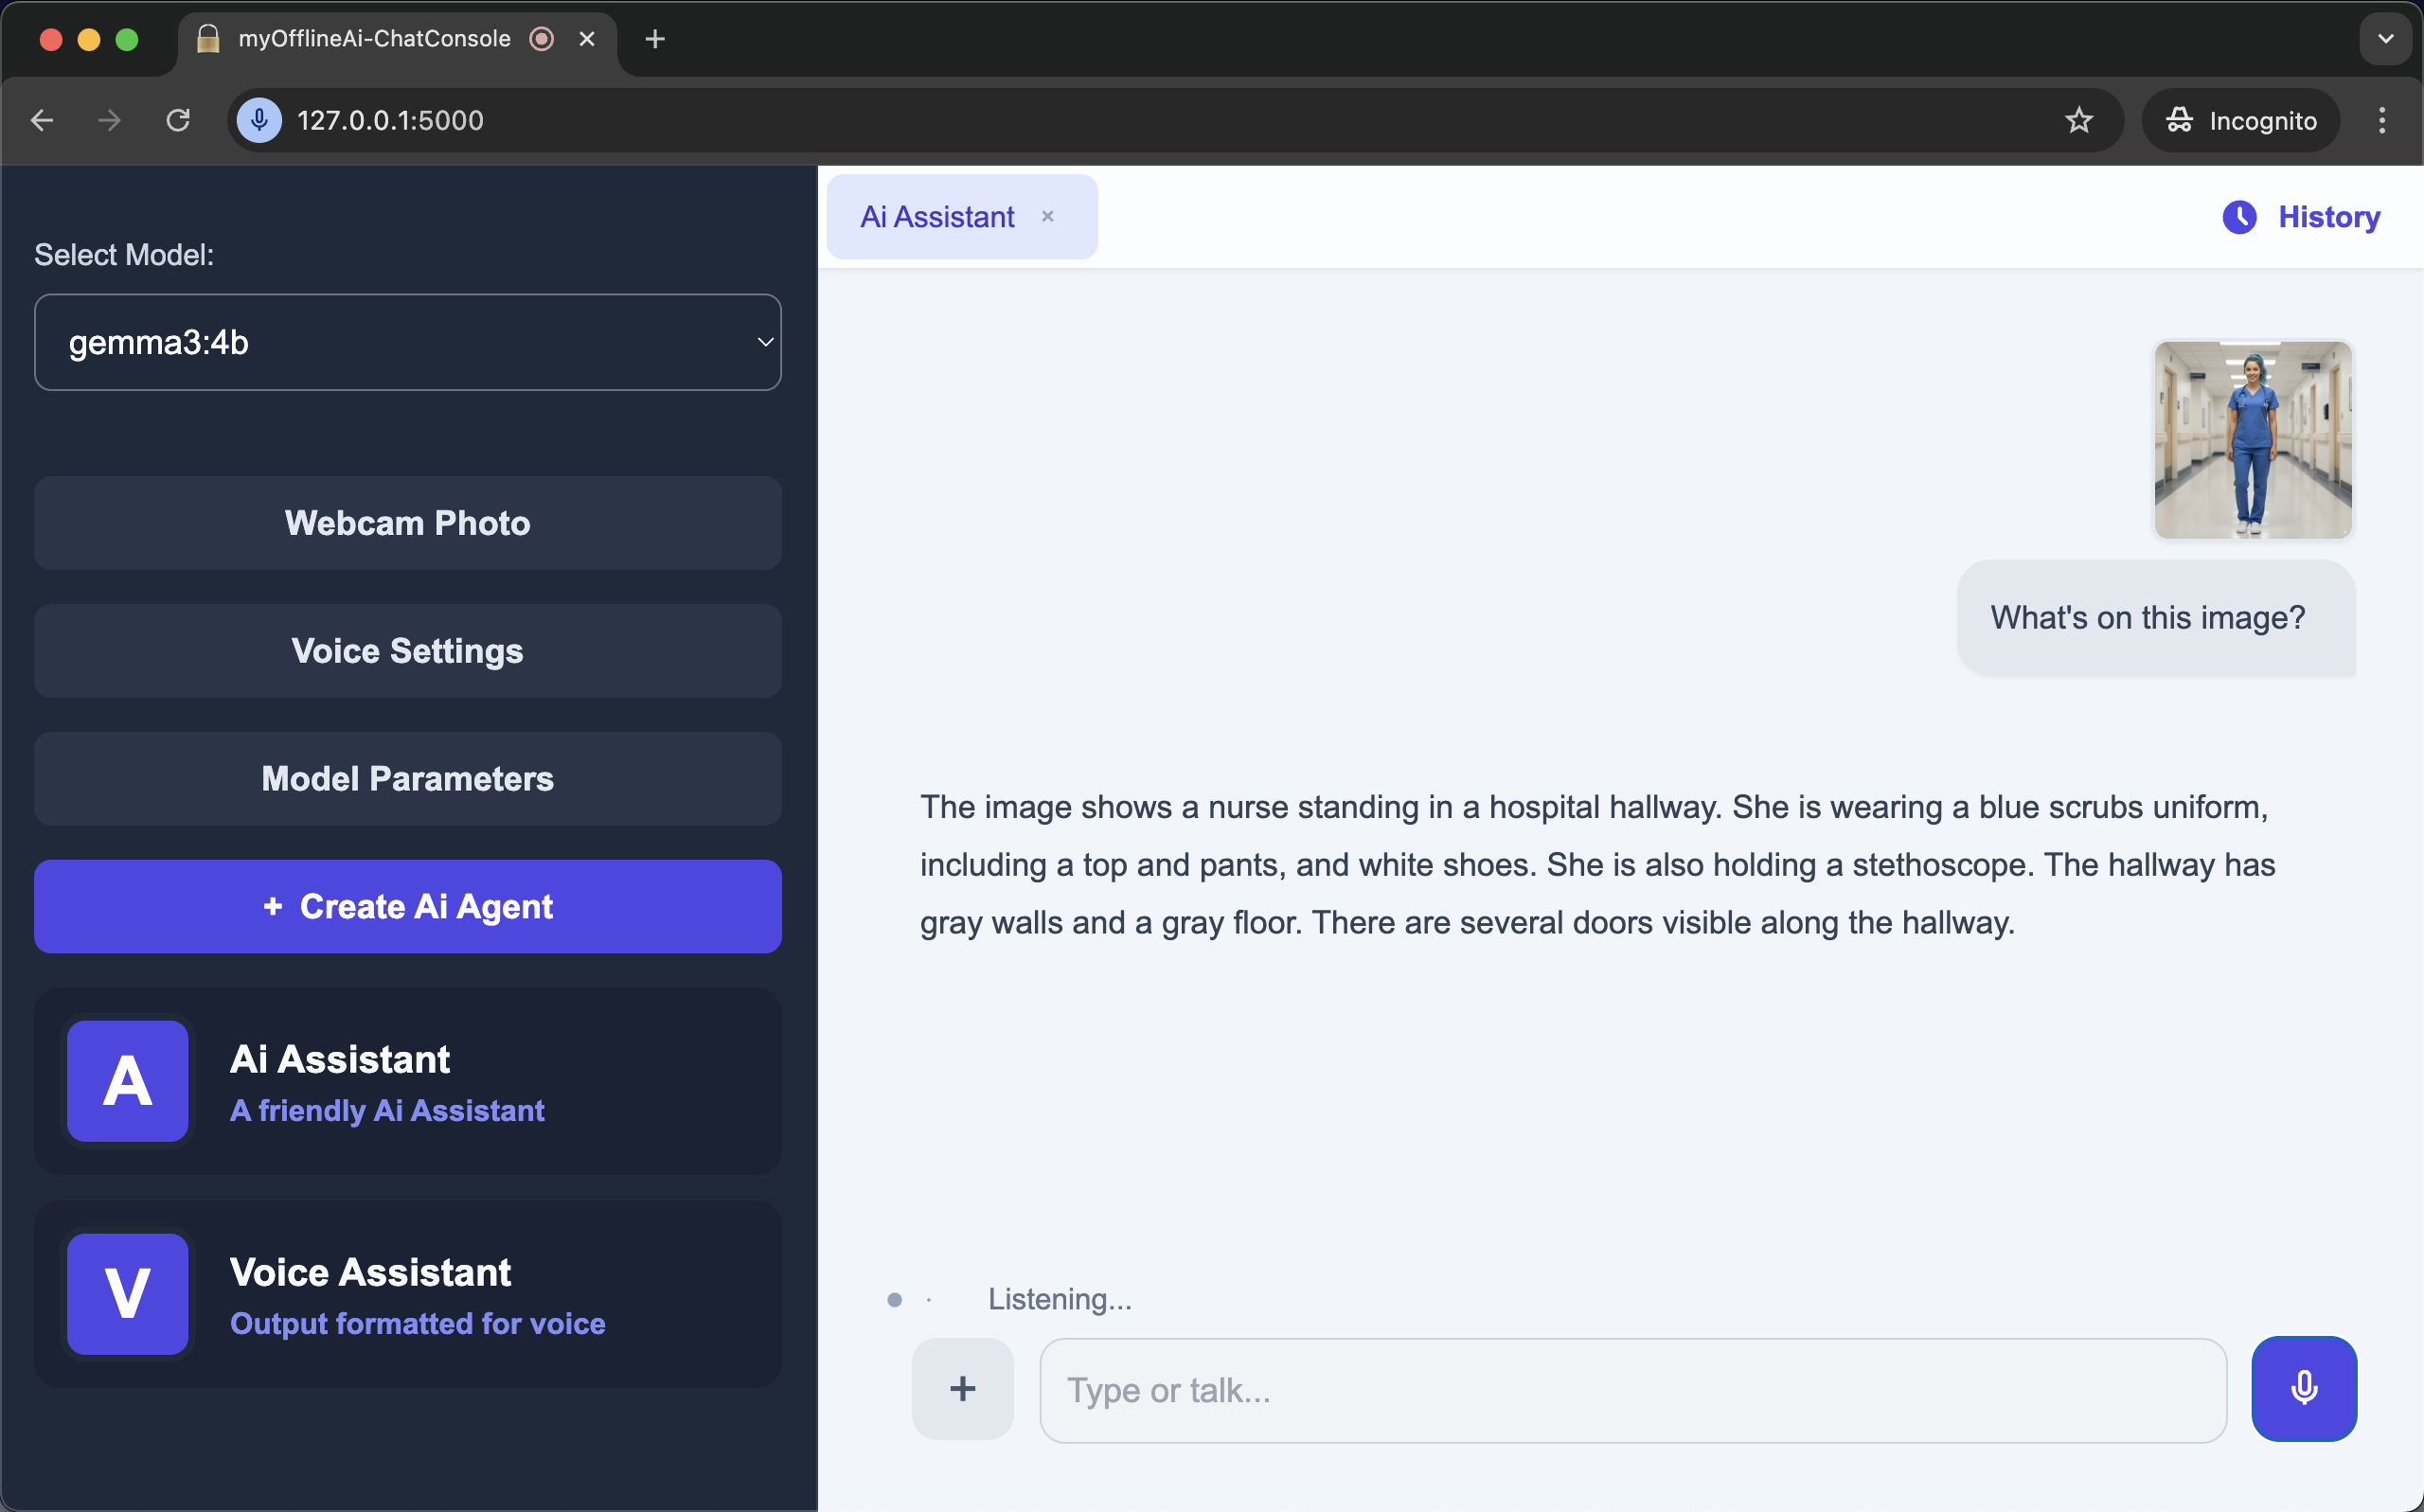 myOfflineAi-ChatConsole
127.0.0.1:5000
Incognito
Select Model:
gemma3:4b
Webcam Photo
Voice Settings
Model Parameters
+ Create Ai Agent
A
Ai Assistant
A friendly Ai Assistant
V
Voice Assistant
Output formatted for voice
Ai Assistant ×
History
What's on this image?
The image shows a nurse standing in a hospital hallway. She is wearing a blue scrubs uniform,
including a top and pants, and white shoes. She is also holding a stethoscope. The hallway has
gray walls and a gray floor. There are several doors visible along the hallway.
Listening...
+
Type or talk...